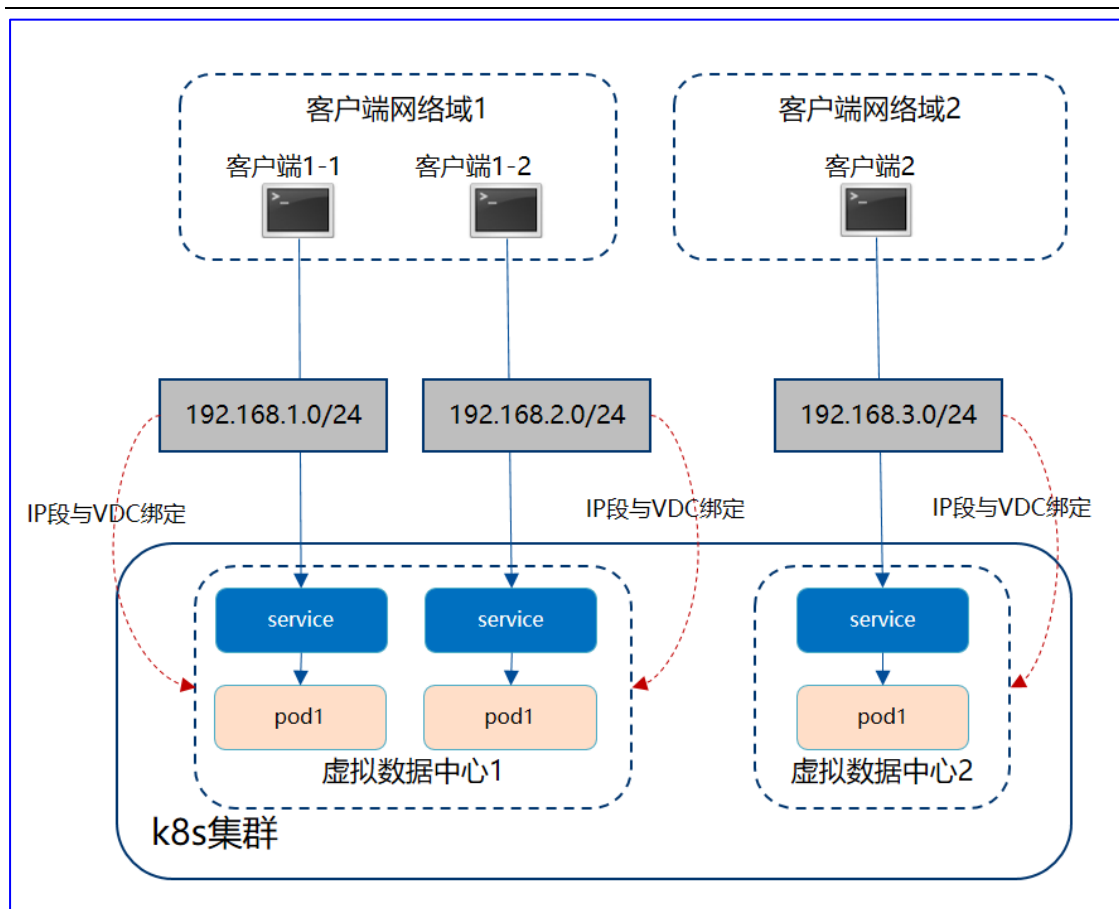 客户端网络域1
客户端网络域2
客户端1-1
客户端1-2
客户端2
>_
>_
>_
192.168.1.0/24
192.168.2.0/24
192.168.3.0/24
IP段与VDC绑定
IP段与VDC绑定
IP段与VDC绑定
service
service
service
pod1
pod1
pod1
虚拟数据中心1
虚拟数据中心2
k8s集群